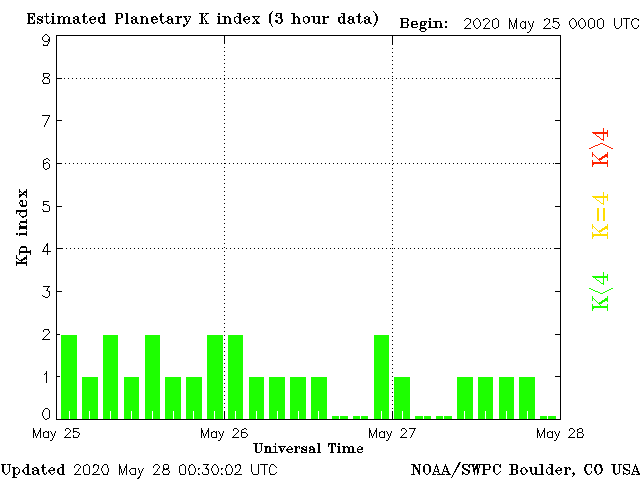 Estimated Planetary K index (3 hour data)
Begin: 2020 May 25 0000 UTC
9
8
7
6
5
4
3
2
1
0
Kp index
K>4
K=4
K<4
May 25
May 26
May 27
May 28
Universal Time
Updated 2020 May 28 00:30:02 UTC
NOAA/SWPC Boulder, CO USA